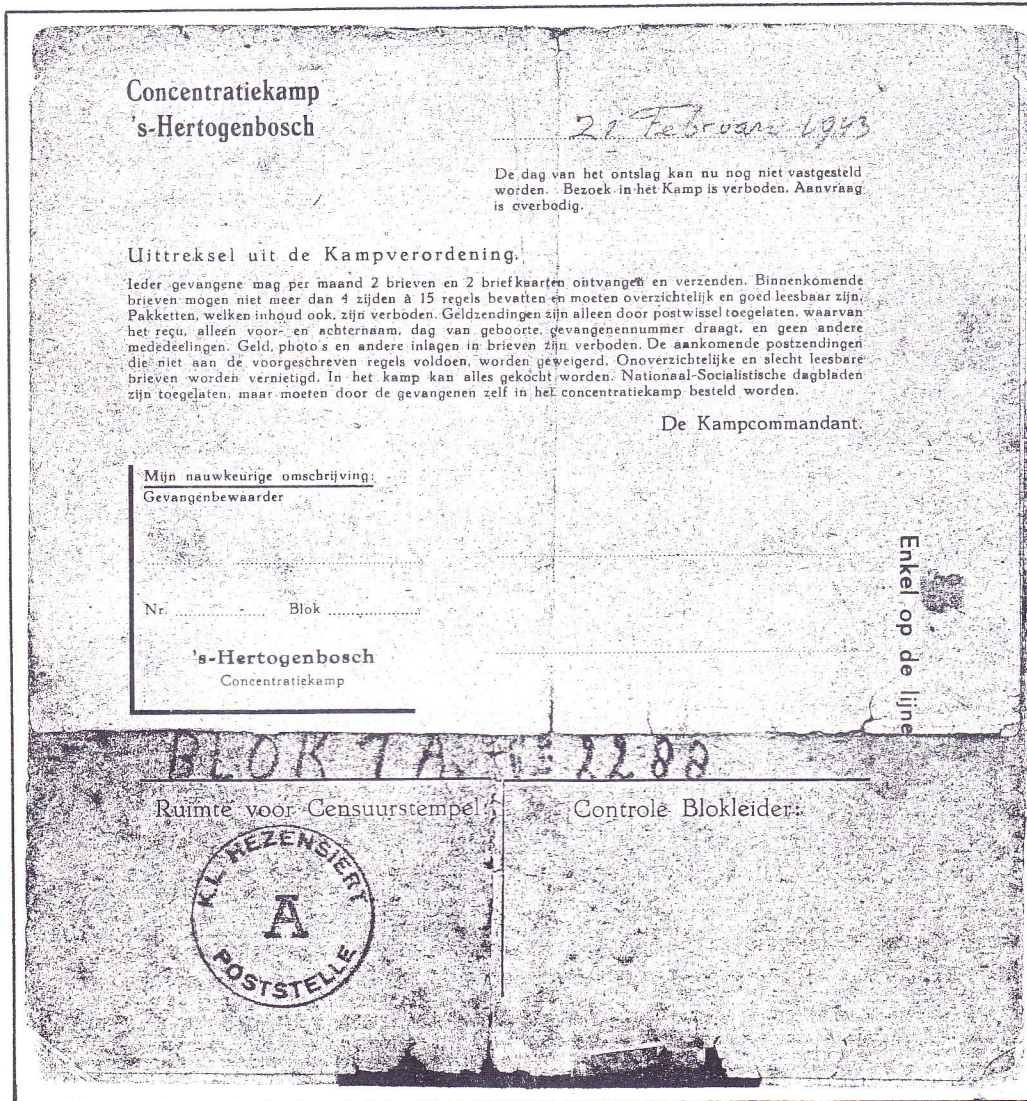 Concentratiekamp
's-Hertogenbosch
21 Februari 1943
De dag van het ontslag kan nu nog niet vastgesteld
worden. Bezoek in het Kamp is verboden. Aanvraag
is overbodig.
Uittreksel uit de Kampverordening.
Ieder gevangene mag per maand 2 brieven en 2 briefkaarten ontvangen en verzenden. Binnenkomende
brieven mogen niet meer dan 4 zijden à 15 regels bevatten en moeten overzichtelijk en goed leesbaar zijn.
Pakketten, welken inhoud ook, zijn verboden. Geldzendingen zijn alleen door postwissel toegelaten, waarvan
het reçu, alleen voor- en achternaam, dag van geboorte, gevangenennummer draagt, en geen andere
mededeelingen. Geld, photo's en andere inlagen in brieven zijn verboden. De aankomende postzendingen
die niet aan de voorgeschreven regels voldoen, worden geweigerd. Onoverzichtelijke en slecht leesbare
brieven worden vernietigd. In het kamp kan alles gekocht worden. Nationaal-Socialistische dagbladen
zijn toegelaten, maar moeten door de gevangenen zelf in het concentratiekamp besteld worden.
De Kampcommandant.
Mijn nauwkeurige omschrijving:
Gevangenbewaarder
Nr. Blok
's-Hertogenbosch
Concentratiekamp
Enkel op de lijne
BLOK 7A 2288
Ruimte voor Censuurstempel:
Controle Blokleider:
K.L. HEZENSIERT
A
POSTSTELLE